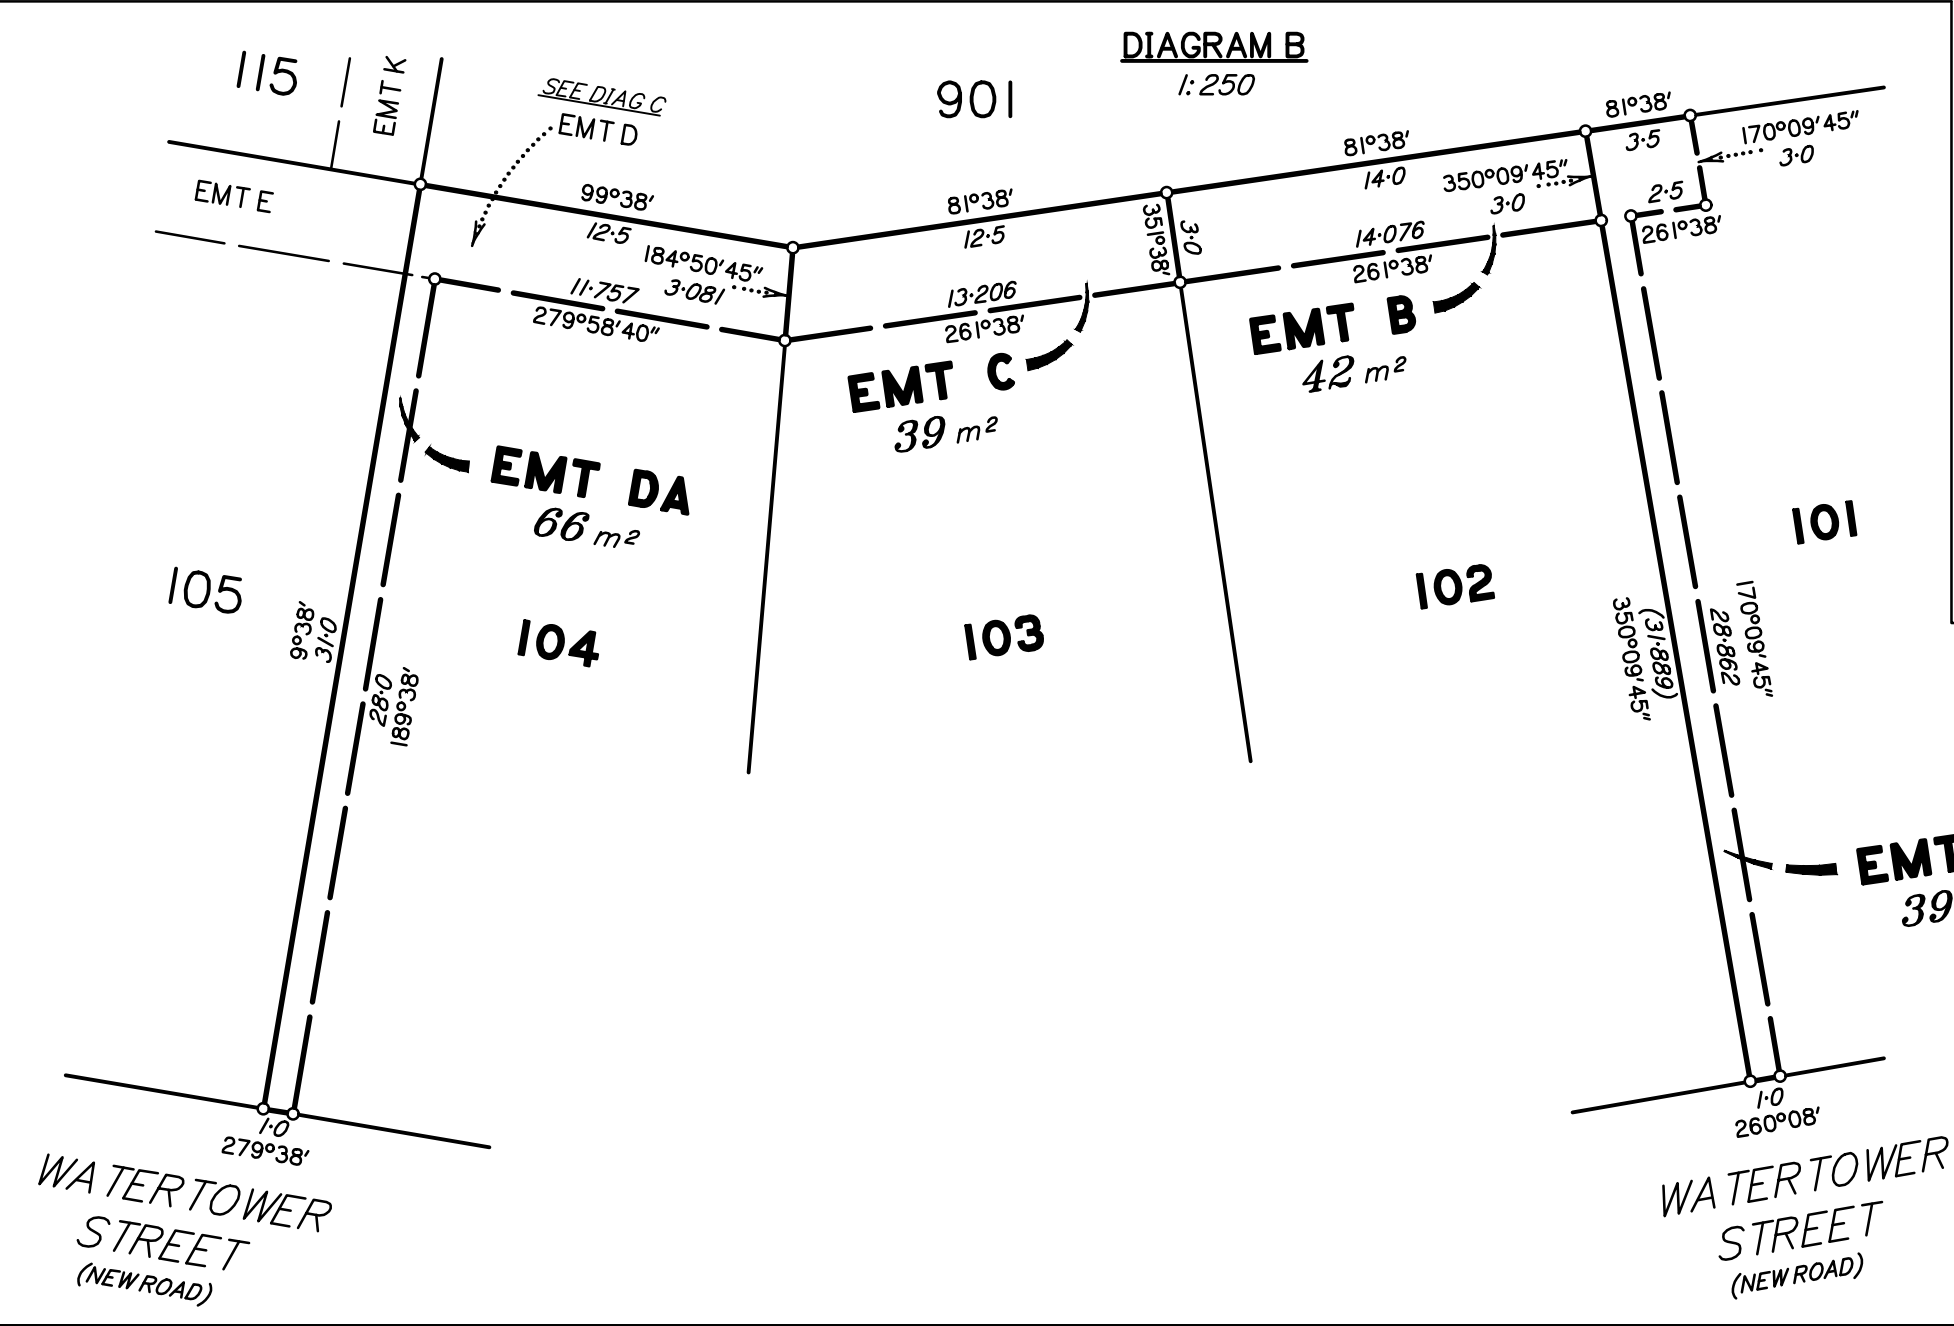 DIAGRAM B
1:250
115
EMT K
SEE DIAG C
EMT D
901
EMT E
99°38'
12·5
184°50'45"
3·081
11·757
279°58'40"
81°38'
12·5
13·206
261°38'
351°38'
3·0
81°38'
14·0
350°09'45"
3·0
14·076
261°38'
81°38'
3·5
170°09'45"
3·0
2·5
261°38'
EMT C
39 m²
EMT B
42 m²
EMT DA
66 m²
105
104
103
102
101
9°38'
31·0
28·0
189°38'
350°09'45"
(31·889)
28·862
170°09'45"
EMT
39
1·0
279°38'
WATERTOWER
STREET
(NEW ROAD)
1·0
260°08'
WATERTOWER
STREET
(NEW ROAD)